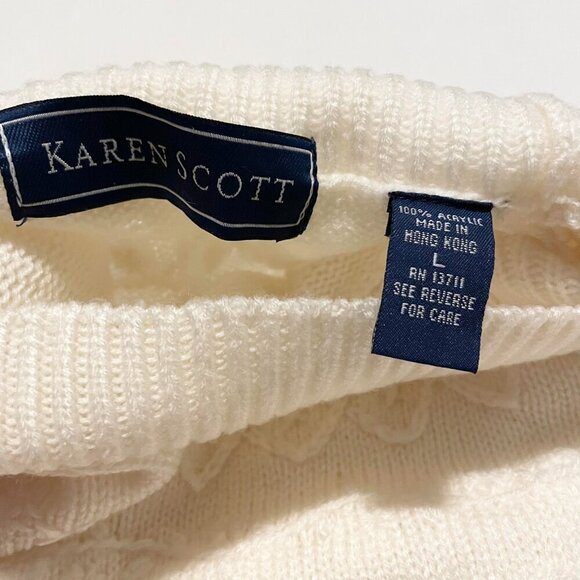 KAREN SCOTT
100% ACRYLIC
MADE IN
HONG KONG
L
RN 13711
SEE REVERSE
FOR CARE